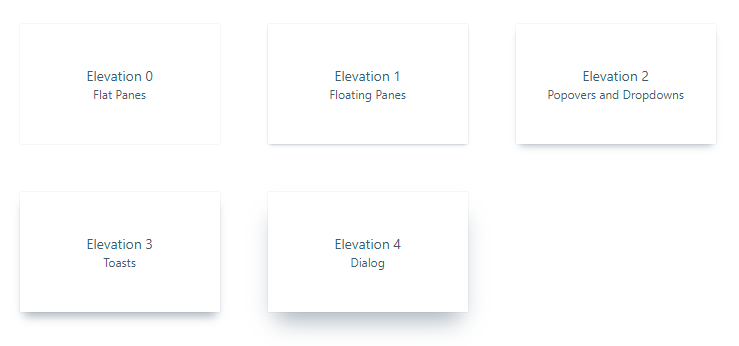 Elevation 0
Flat Panes
Elevation 1
Floating Panes
Elevation 2
Popovers and Dropdowns
Elevation 3
Toasts
Elevation 4
Dialog